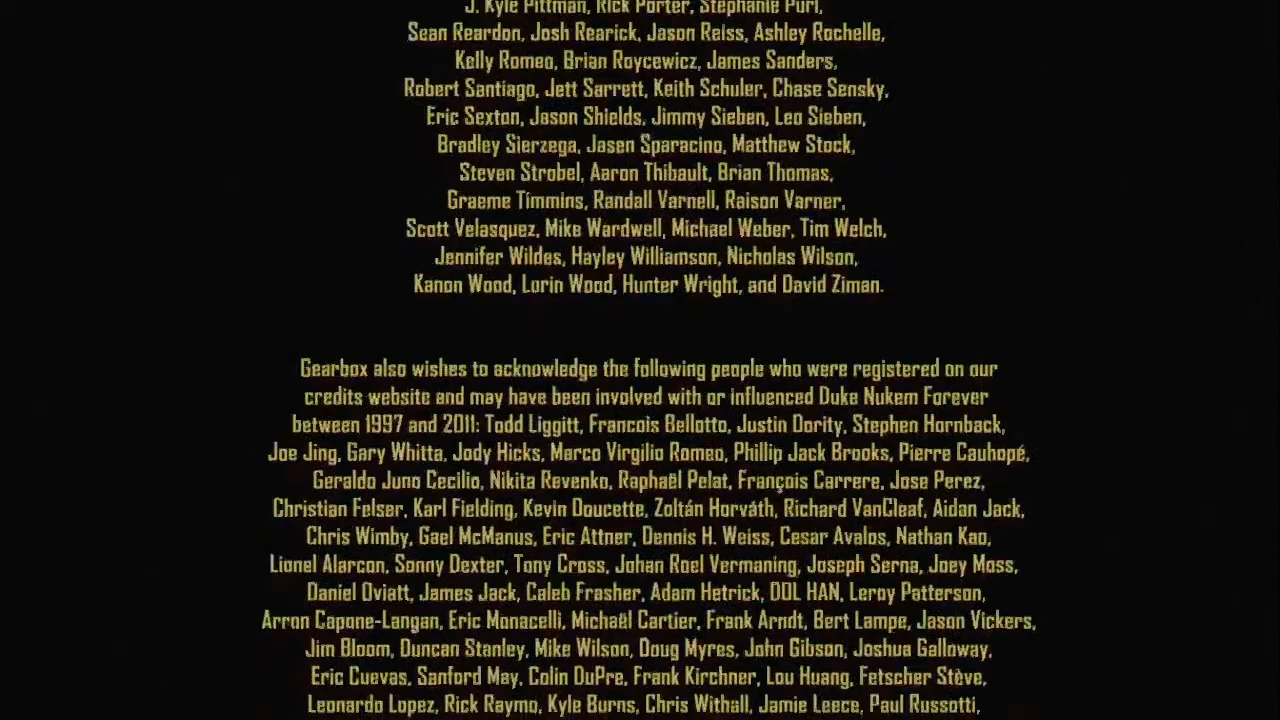 J. Kyle Pittman, Rick Porter, Stephanie Puri,
Sean Reardon, Josh Rearick, Jason Reiss, Ashley Rochelle,
Kelly Romeo, Brian Roycewicz, James Sanders,
Robert Santiago, Jett Sarrett, Keith Schuler, Chase Sensky,
Eric Sexton, Jason Shields, Jimmy Sieben, Leo Sieben,
Bradley Sierzega, Jasen Sparacino, Matthew Stock,
Steven Strobel, Aaron Thibault, Brian Thomas,
Graeme Timmins, Randall Varnell, Raison Varner,
Scott Velasquez, Mike Wardwell, Michael Weber, Tim Welch,
Jennifer Wildes, Hayley Williamson, Nicholas Wilson,
Kanon Wood, Lorin Wood, Hunter Wright, and David Ziman.
Gearbox also wishes to acknowledge the following people who were registered on our
credits website and may have been involved with or influenced Duke Nukem Forever
between 1997 and 2011: Todd Liggitt, Francois Bellotto, Justin Dority, Stephen Hornback,
Joe Jing, Gary Whitta, Jody Hicks, Marco Virgilio Romeo, Phillip Jack Brooks, Pierre Cauhopé,
Geraldo Juno Cecilio, Nikita Revenko, Raphaël Pelat, François Carrere, Jose Perez,
Christian Felser, Karl Fielding, Kevin Doucette, Zoltán Horváth, Richard VanCleaf, Aidan Jack,
Chris Wimby, Gael McManus, Eric Attner, Dennis H. Weiss, Cesar Avalos, Nathan Kao,
Lionel Alarcon, Sonny Dexter, Tony Cross, Johan Roel Vermaning, Joseph Serna, Joey Moss,
Daniel Oviatt, James Jack, Caleb Frasher, Adam Hetrick, DOL HAN, Leroy Patterson,
Arron Capone-Langan, Eric Monacelli, Michaël Cartier, Frank Arndt, Bert Lampe, Jason Vickers,
Jim Bloom, Duncan Stanley, Mike Wilson, Doug Myres, John Gibson, Joshua Galloway,
Eric Cuevas, Sanford May, Colin DuPre, Frank Kirchner, Lou Huang, Fetscher Stève,
Leonardo Lopez, Rick Raymo, Kyle Burns, Chris Withall, Jamie Leece, Paul Russotti,